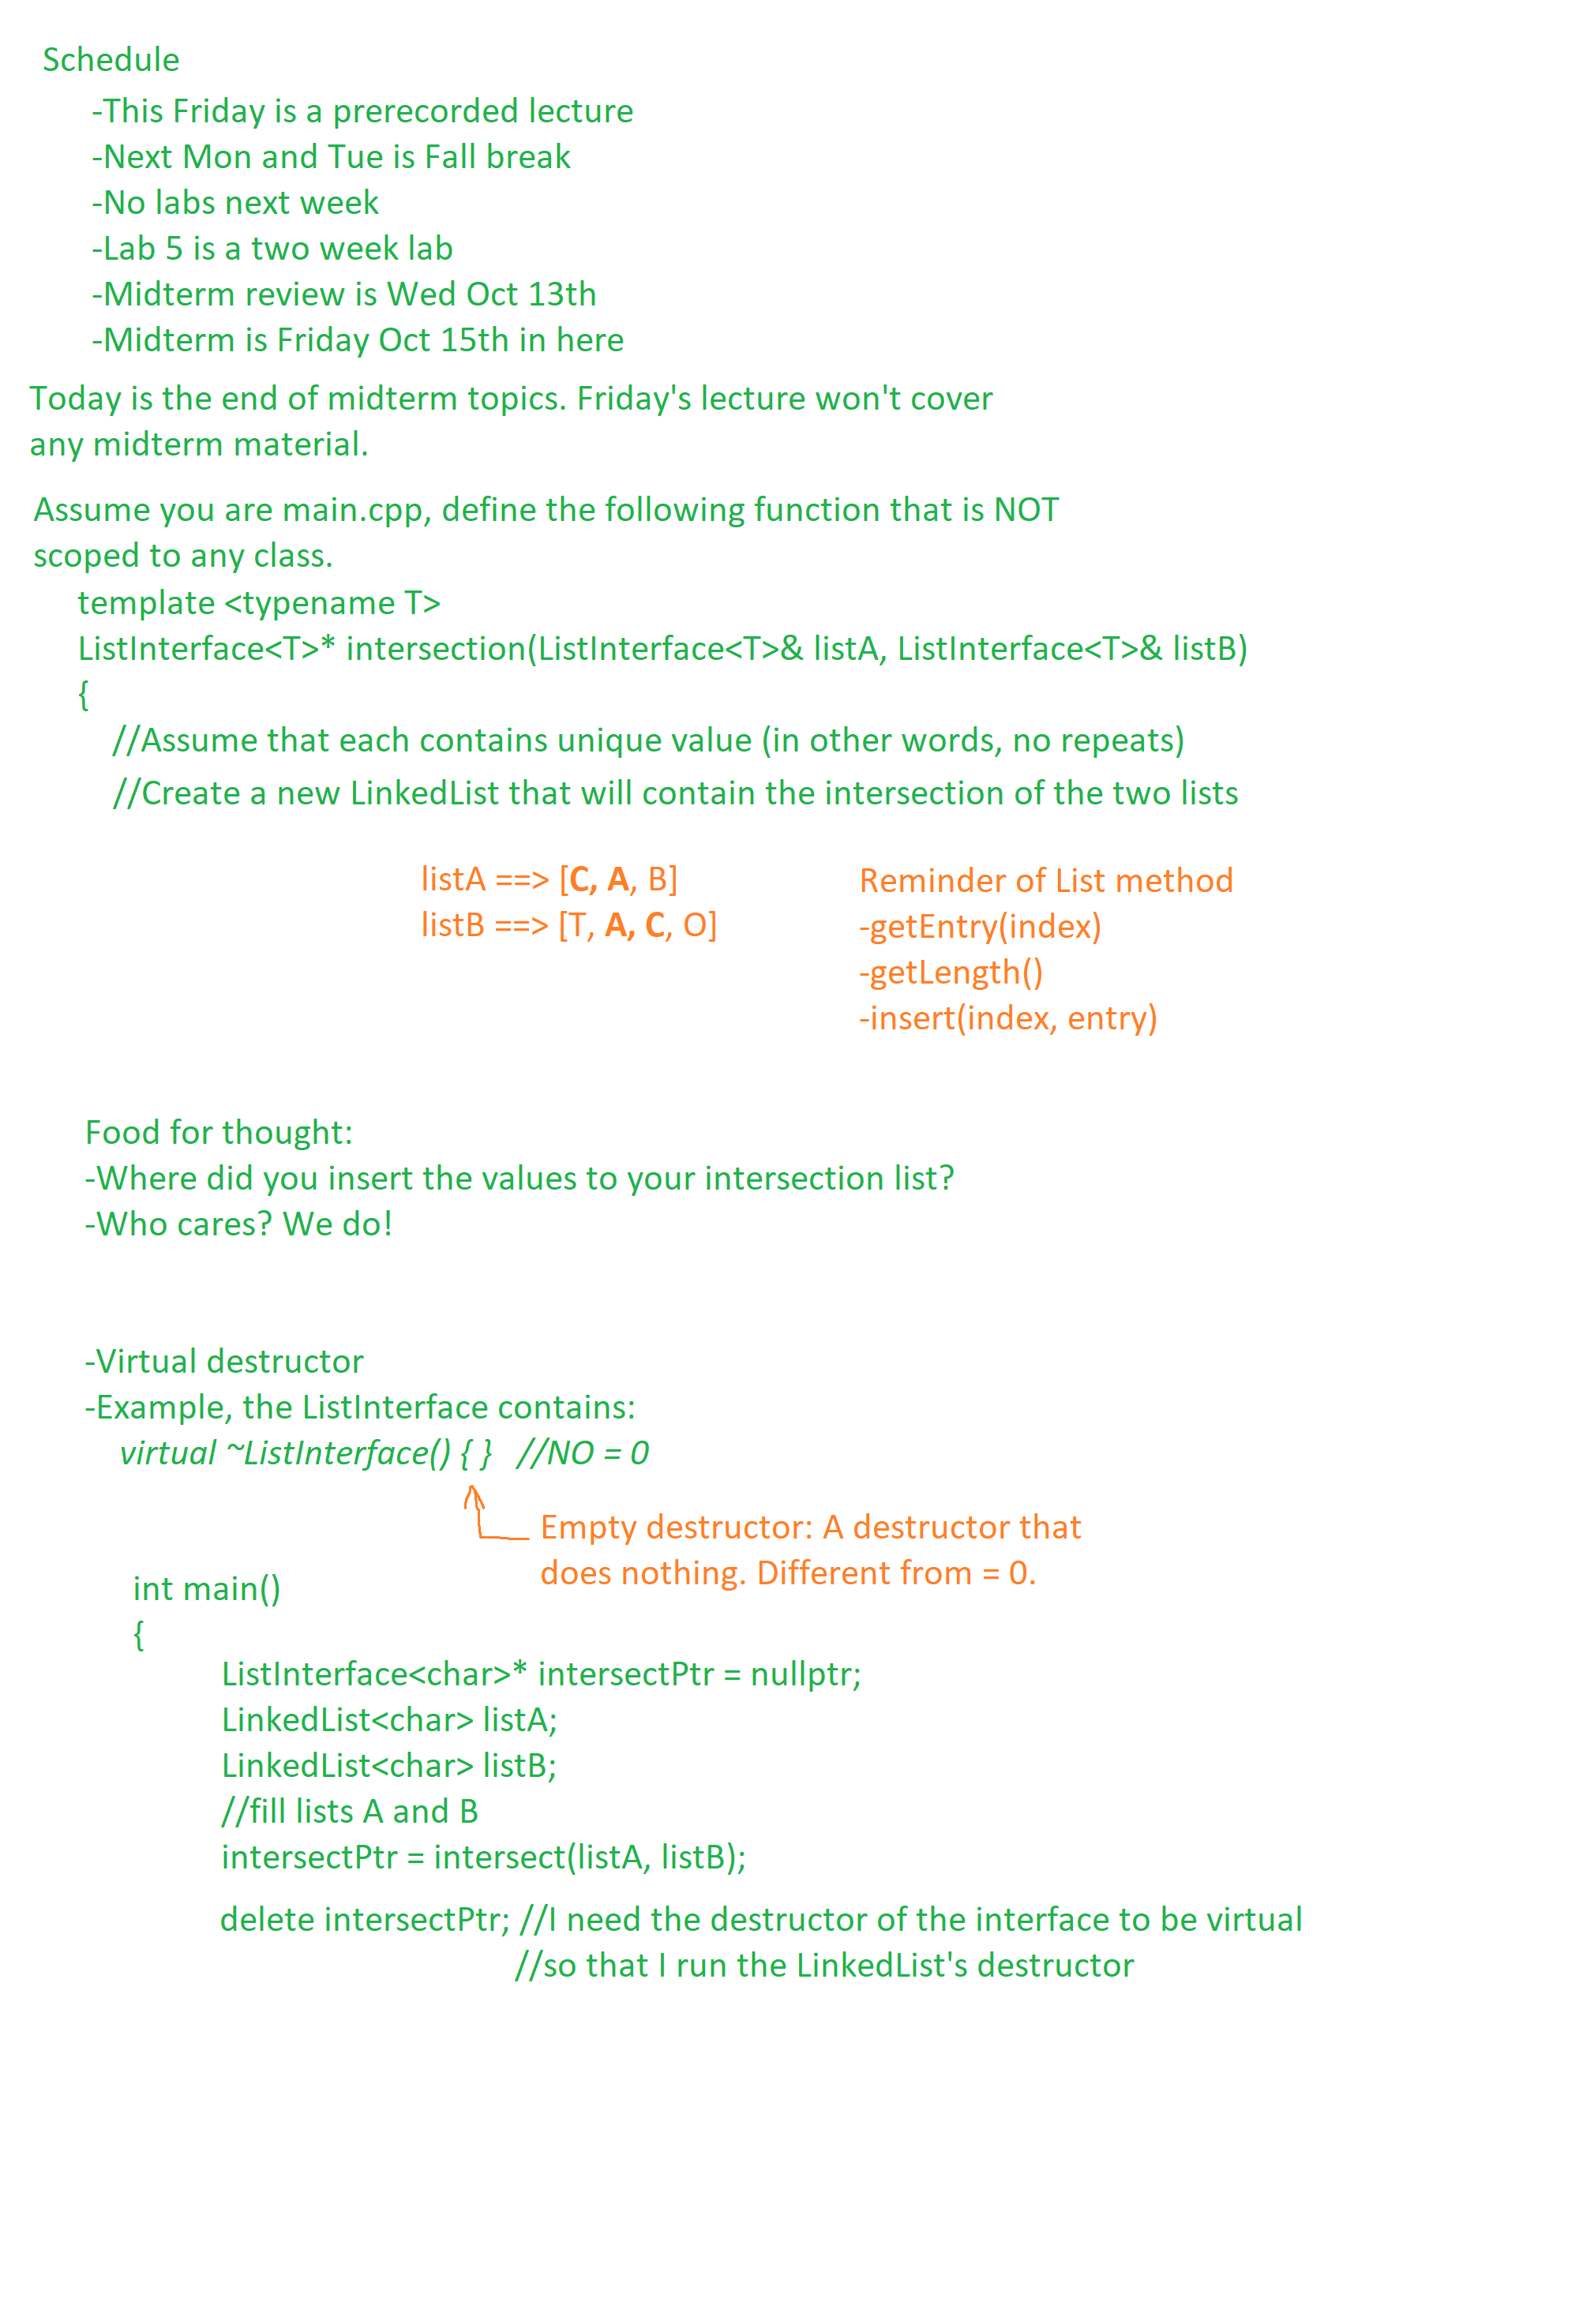 Schedule
-This Friday is a prerecorded lecture
-Next Mon and Tue is Fall break
-No labs next week
-Lab 5 is a two week lab
-Midterm review is Wed Oct 13th
-Midterm is Friday Oct 15th in here
Today is the end of midterm topics. Friday's lecture won't cover
any midterm material.
Assume you are main.cpp, define the following function that is NOT
scoped to any class.
template <typename T>
ListInterface<T>* intersection(ListInterface<T>& listA, ListInterface<T>& listB)
{
//Assume that each contains unique value (in other words, no repeats)
//Create a new LinkedList that will contain the intersection of the two lists
listA ==> [C, A, B]
listB ==> [T, A, C, O]
Reminder of List method
-getEntry(index)
-getLength()
-insert(index, entry)
Food for thought:
-Where did you insert the values to your intersection list?
-Who cares? We do!
-Virtual destructor
-Example, the ListInterface contains:
virtual ~ListInterface() { } //NO = 0
Empty destructor: A destructor that
does nothing. Different from = 0.
int main()
{
ListInterface<char>* intersectPtr = nullptr;
LinkedList<char> listA;
LinkedList<char> listB;
//fill lists A and B
intersectPtr = intersect(listA, listB);
delete intersectPtr; //I need the destructor of the interface to be virtual
//so that I run the LinkedList's destructor